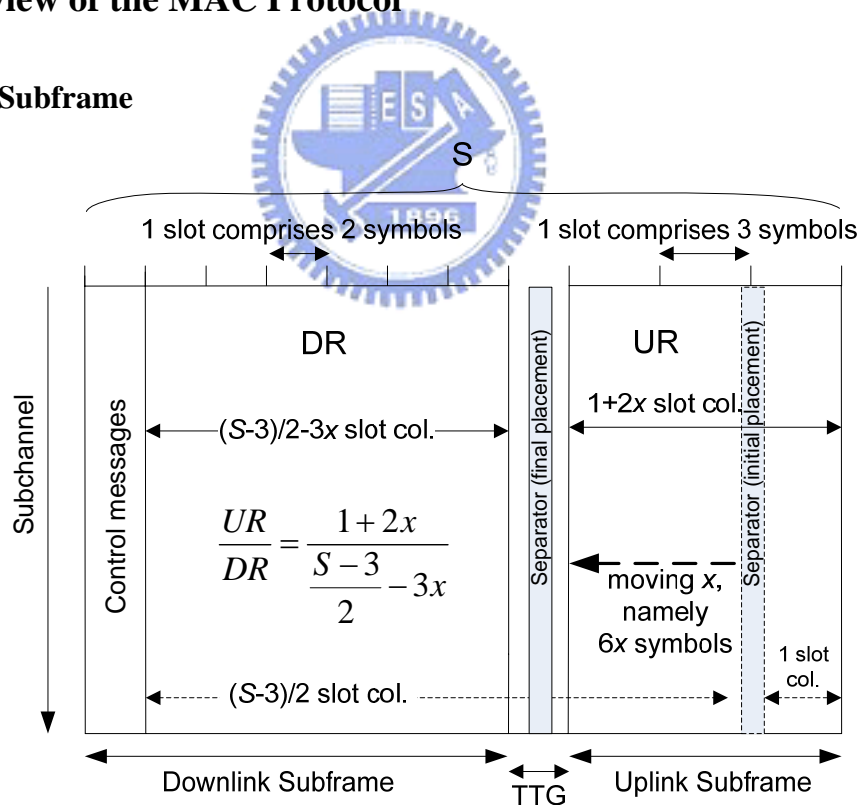 view of the MAC Protocol
Subframe
E S A
S
1896
1 slot comprises 2 symbols
1 slot comprises 3 symbols
Subchannel
Control messages
DR
(S-3)/2-3x slot col.
UR/DR = (1+2x)/((S-3)/2 - 3x)
(S-3)/2 slot col.
Separator (final placement)
UR
1+2x slot col.
Separator (initial placement)
moving x,
namely
6x symbols
1 slot
col.
Downlink Subframe
TTG
Uplink Subframe